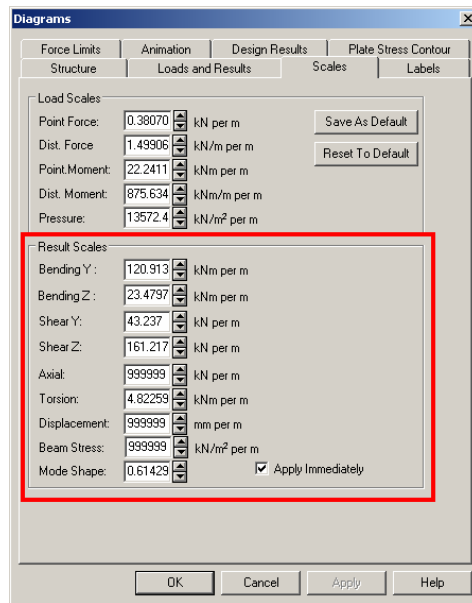 Diagrams
Force Limits Animation Design Results Plate Stress Contour
Structure Loads and Results Scales Labels
Load Scales
Point Force: 0.38070 kN per m Save As Default
Dist. Force 1.49906 kN/m per m
Reset To Default
Point.Moment: 22.2411 kNm per m
Dist. Moment: 875.634 kNm/m per m
Pressure: 13572.4 kN/m² per m
Result Scales
Bending Y : 120.913 kNm per m
Bending Z : 23.4797 kNm per m
Shear Y: 43.237 kN per m
Shear Z: 161.217 kN per m
Axial: 999999 kN per m
Torsion: 4.82259 kNm per m
Displacement: 999999 mm per m
Beam Stress: 999999 kN/m² per m
Mode Shape: 0.61429 Apply Immediately
OK Cancel Apply Help